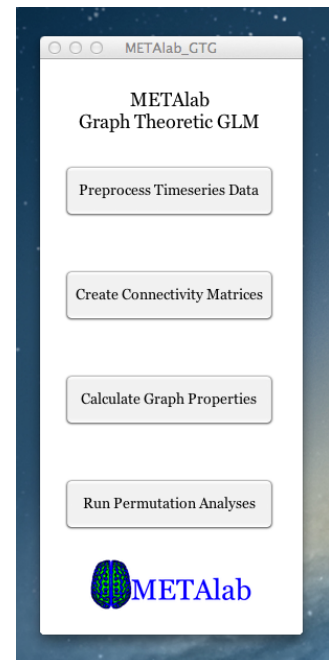 METAlab_GTG
METAlab
Graph Theoretic GLM
Preprocess Timeseries Data
Create Connectivity Matrices
Calculate Graph Properties
Run Permutation Analyses
METAlab